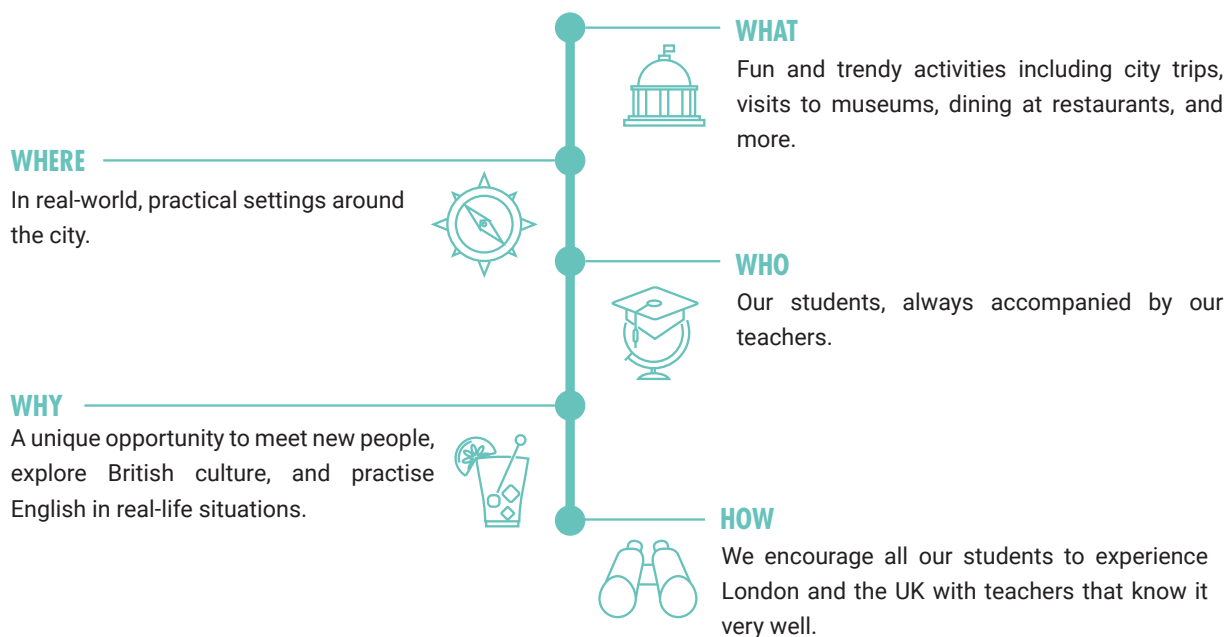 WHAT
Fun and trendy activities including city trips,
visits to museums, dining at restaurants, and
more.
WHERE
In real-world, practical settings around
the city.
WHO
Our students, always accompanied by our
teachers.
WHY
A unique opportunity to meet new people,
explore British culture, and practise
English in real-life situations.
HOW
We encourage all our students to experience
London and the UK with teachers that know it
very well.